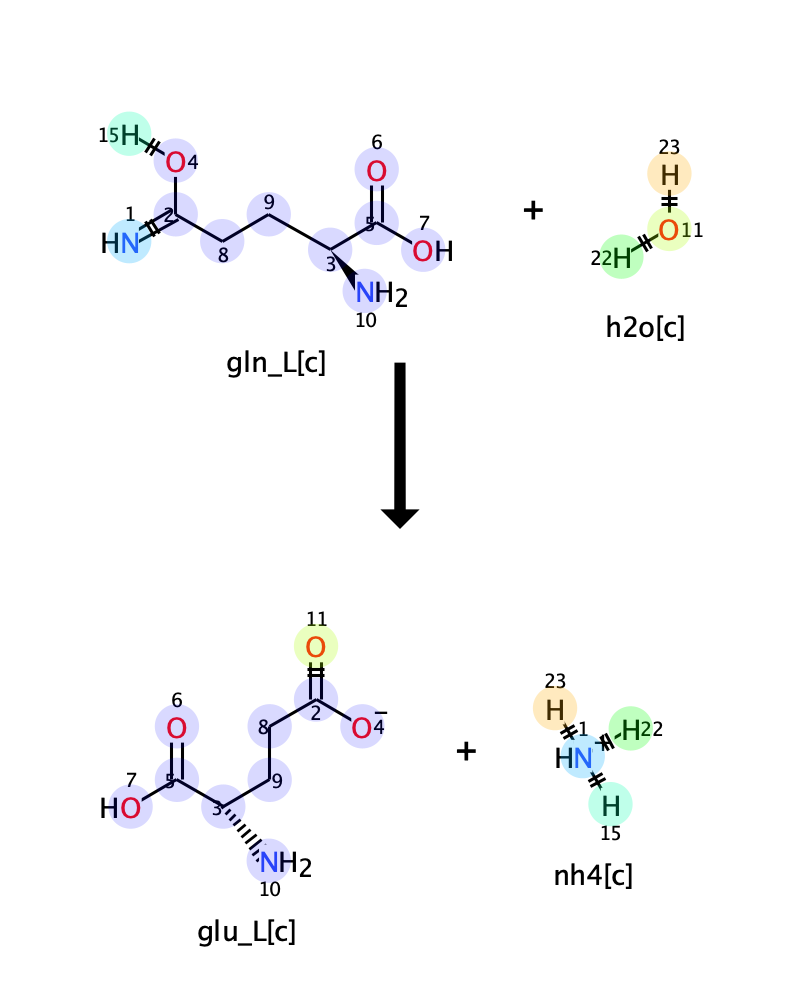 15H
O4
6
O
23
H
+
1
2
9
5
7
HN
8
3
OH
22H
O11
NH2
10
gln_L[c]
h2o[c]
11
O
6
O
8
2
O4−
23
H
1
H22
+
HN
+
7
5
9
HO
3
H
15
NH2
10
glu_L[c]
nh4[c]